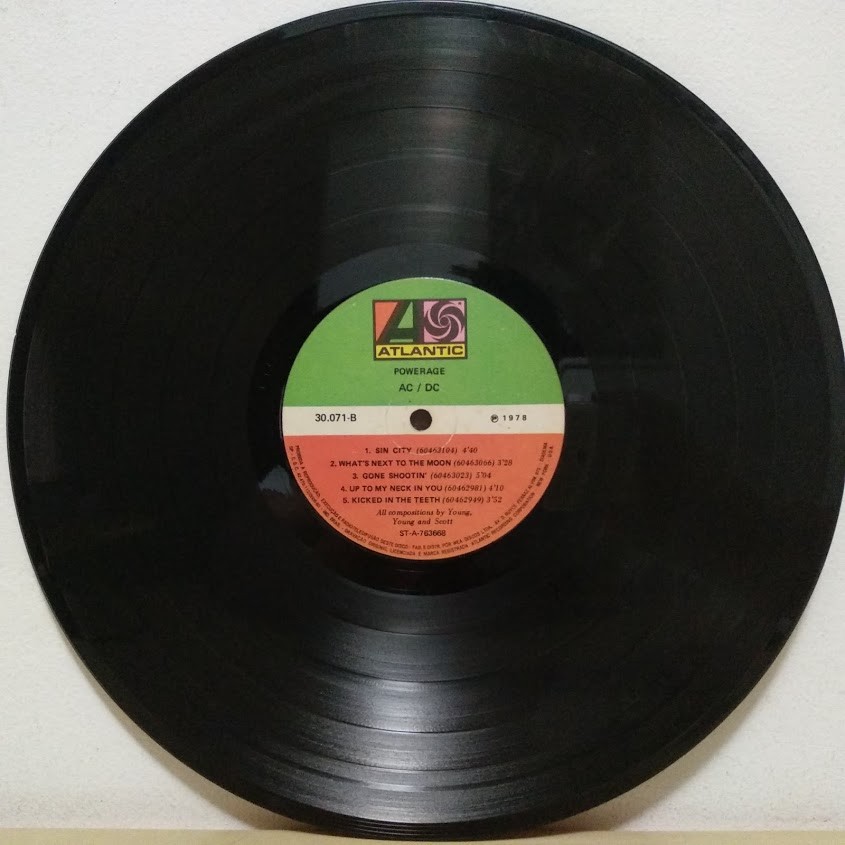 ATLANTIC
POWERAGE
AC / DC
30.071-B
℗ 1978
1. SIN CITY (60463104) 4'40
2. WHAT'S NEXT TO THE MOON (60463066) 3'28
3. GONE SHOOTIN' (60463023) 5'04
4. UP TO MY NECK IN YOU (60462981) 4'10
5. KICKED IN THE TEETH (60462949) 3'52
All compositions by Young,
Young and Scott
ST-A-763668